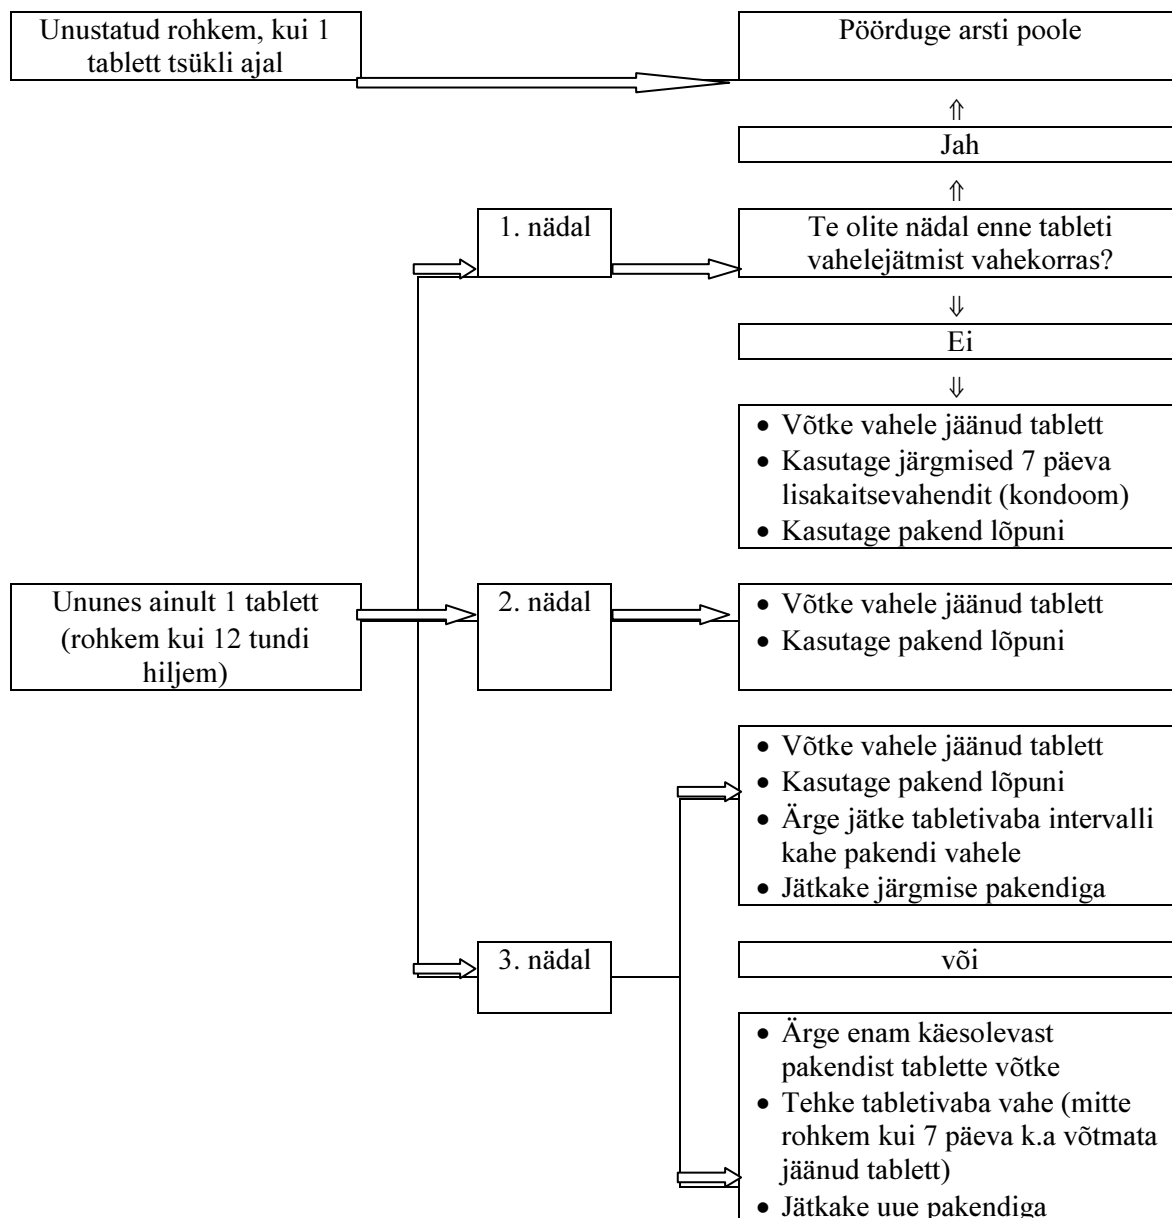 Unustatud rohkem, kui 1
tablett tsükli ajal
Pöörduge arsti poole
⇑
Jah
⇑
1. nädal
Te olite nädal enne tableti
vahelejätmist vahekorras?
⇓
Ei
⇓
• Võtke vahele jäänud tablett
• Kasutage järgmised 7 päeva
lisakaitsevahendit (kondoom)
• Kasutage pakend lõpuni
Ununes ainult 1 tablett
(rohkem kui 12 tundi
hiljem)
2. nädal
• Võtke vahele jäänud tablett
• Kasutage pakend lõpuni
• Võtke vahele jäänud tablett
• Kasutage pakend lõpuni
• Ärge jätke tabletivaba intervalli
kahe pakendi vahele
• Jätkake järgmise pakendiga
3. nädal
või
• Ärge enam käesolevast
pakendist tablette võtke
• Tehke tabletivaba vahe (mitte
rohkem kui 7 päeva k.a võtmata
jäänud tablett)
• Jätkake uue pakendiga